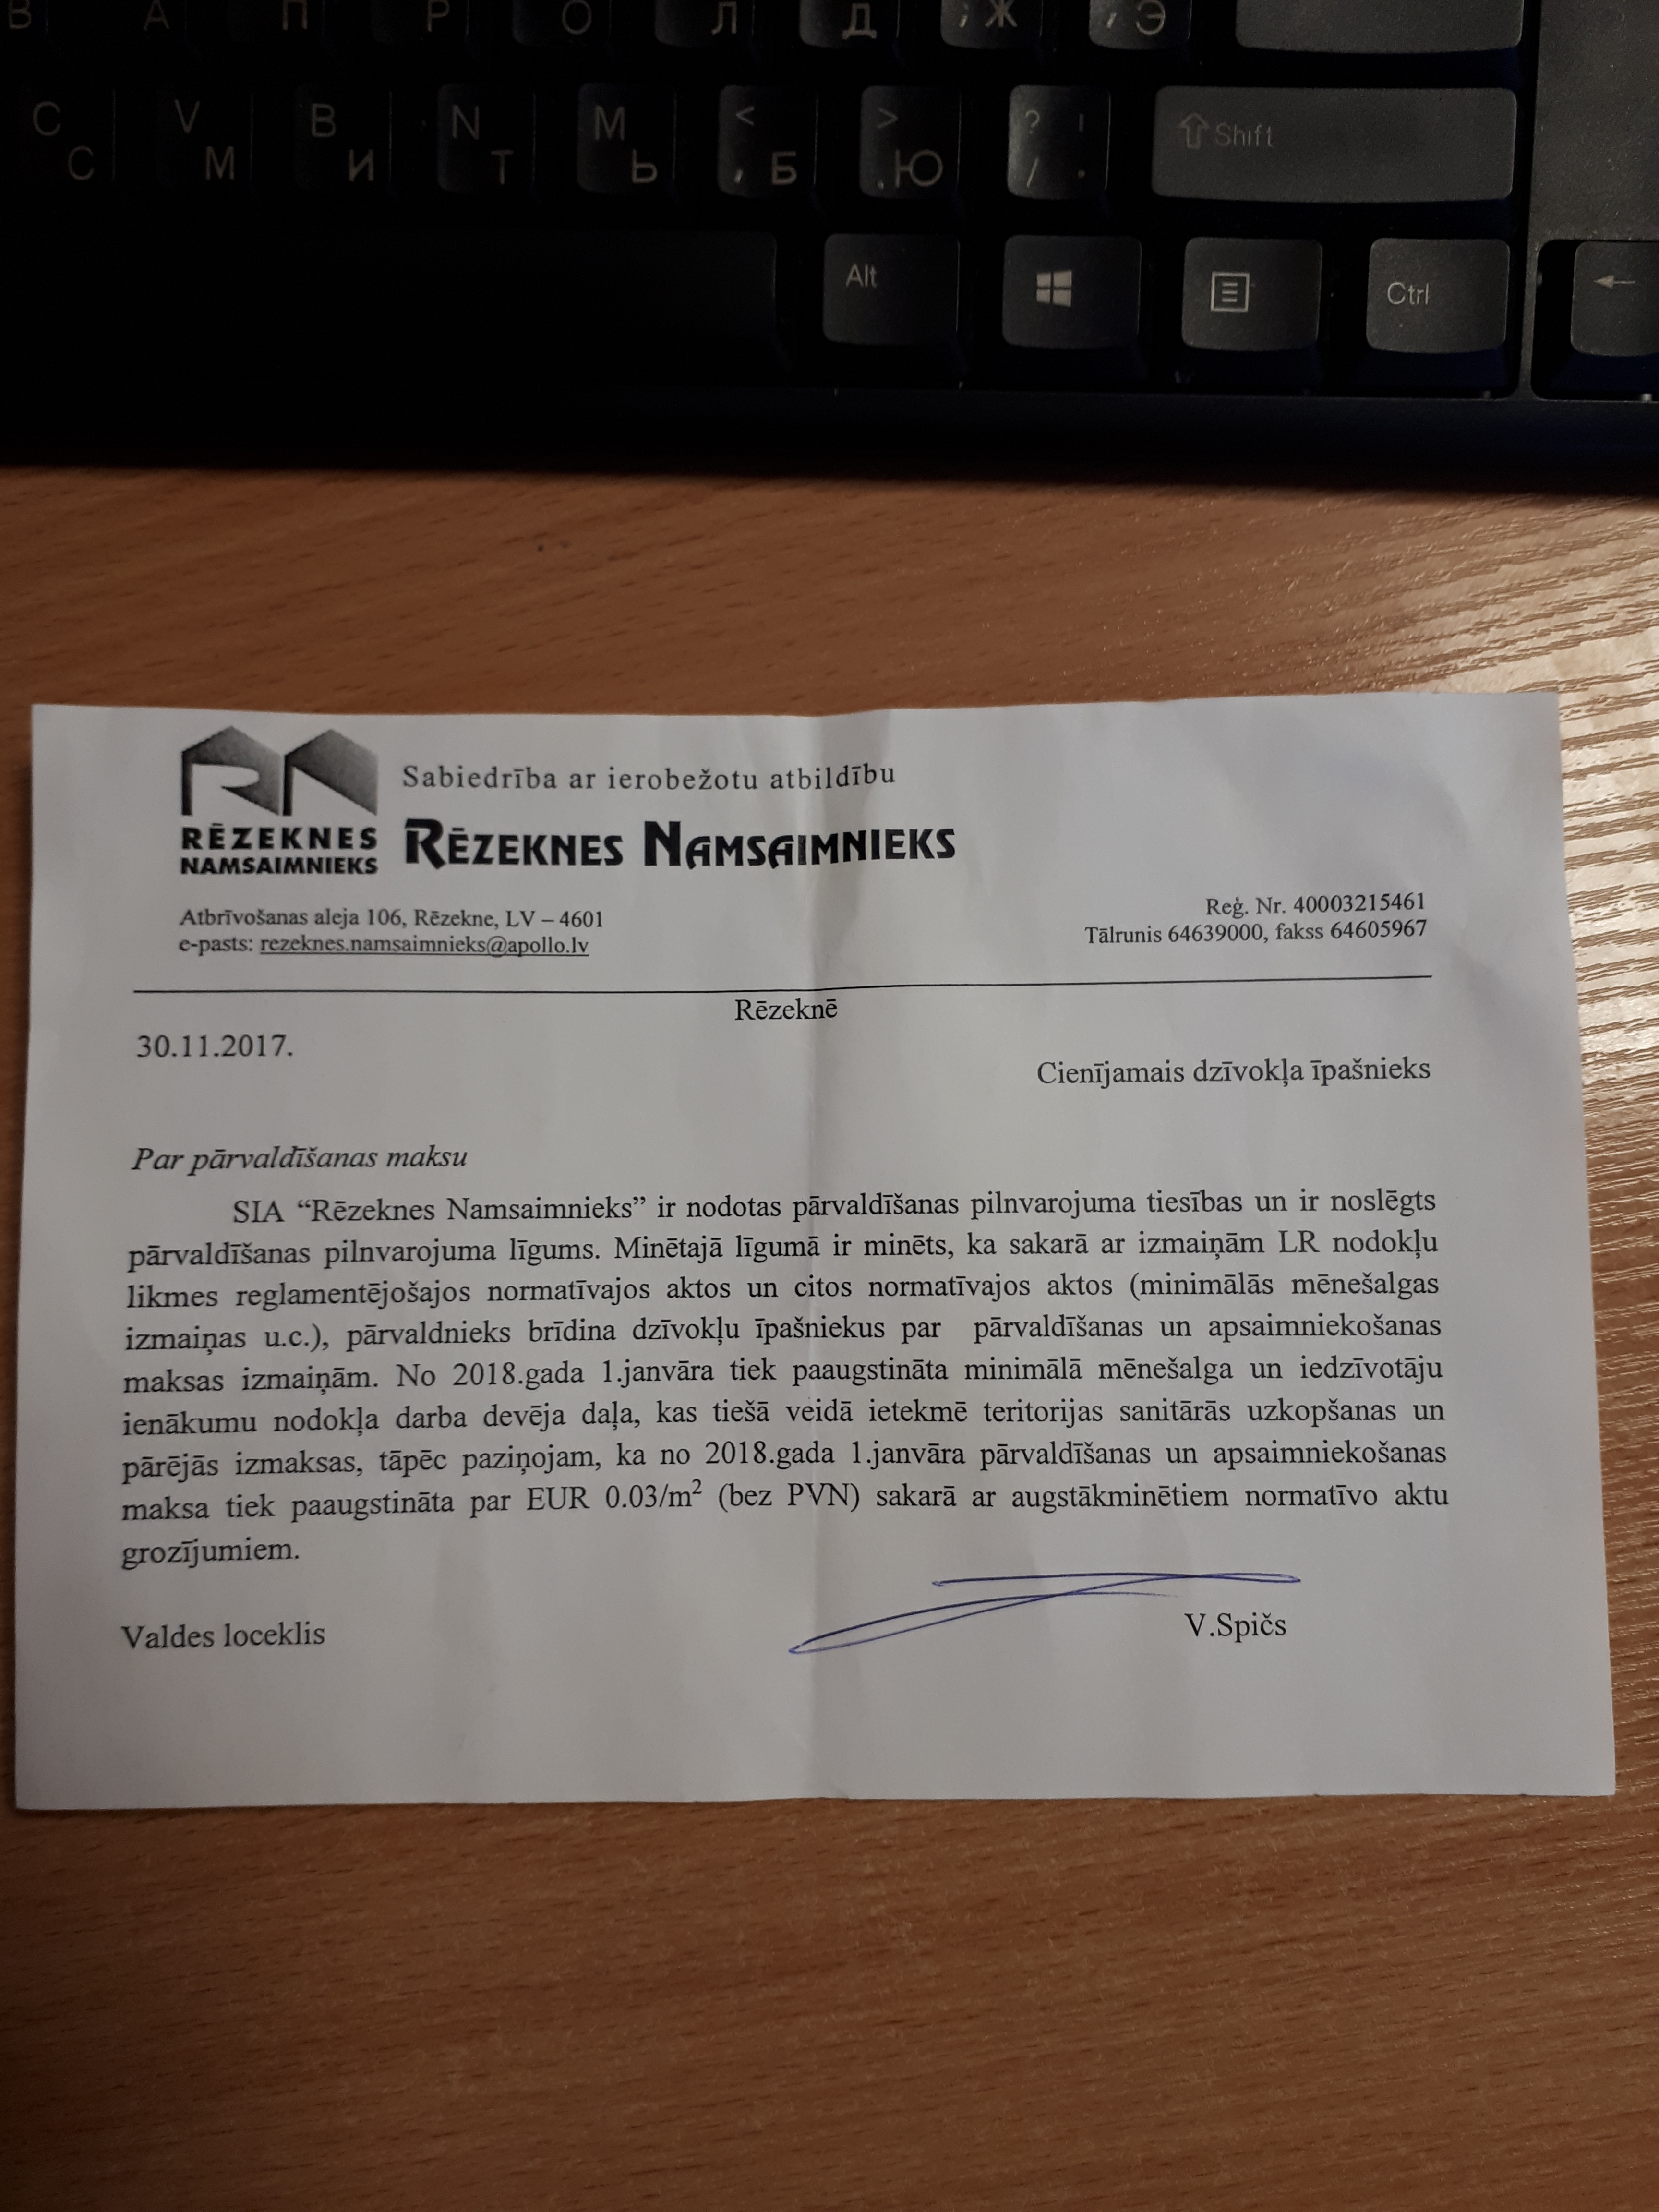 В А П Р О Л Д ; Ж , Э
C С V М B И N Т M Ь < , Б > . Ю ? / . Shift
Alt Ctrl ←
Sabiedrība ar ierobežotu atbildību
RĒZEKNES
NAMSAIMNIEKS
RĒZEKNES NAMSAIMNIEKS
Atbrīvošanas aleja 106, Rēzekne, LV – 4601
e-pasts: rezeknes.namsaimnieks@apollo.lv
Reģ. Nr. 40003215461
Tālrunis 64639000, fakss 64605967
Rēzeknē
30.11.2017.
Cienījamais dzīvokļa īpašnieks
Par pārvaldīšanas maksu
SIA “Rēzeknes Namsaimnieks” ir nodotas pārvaldīšanas pilnvarojuma tiesības un ir noslēgts
pārvaldīšanas pilnvarojuma līgums. Minētajā līgumā ir minēts, ka sakarā ar izmaiņām LR nodokļu
likmes reglamentējošajos normatīvajos aktos un citos normatīvajos aktos (minimālās mēnešalgas
izmaiņas u.c.), pārvaldnieks brīdina dzīvokļu īpašniekus par pārvaldīšanas un apsaimniekošanas
maksas izmaiņām. No 2018.gada 1.janvāra tiek paaugstināta minimālā mēnešalga un iedzīvotāju
ienākumu nodokļa darba devēja daļa, kas tiešā veidā ietekmē teritorijas sanitārās uzkopšanas un
pārējās izmaksas, tāpēc paziņojam, ka no 2018.gada 1.janvāra pārvaldīšanas un apsaimniekošanas
maksa tiek paaugstināta par EUR 0.03/m² (bez PVN) sakarā ar augstākminētiem normatīvo aktu
grozījumiem.
Valdes loceklis
V.Spičs